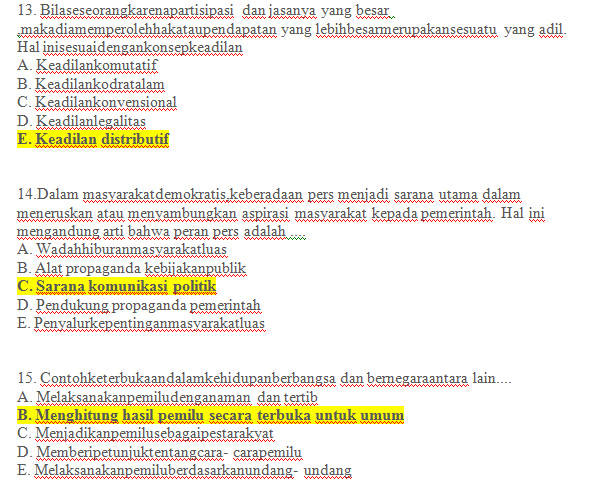 13. Bilaseseorangkarenapartisipasi dan jasanya yang besar
,makadiamemperolehhakataupendapatan yang lebihbesarmerupakansesuatu yang adil.
Hal inisesuaidengankonsepkeadilan
A. Keadilankomutatif
B. Keadilankodratalam
C. Keadilankonvensional
D. Keadilanlegalitas
E. Keadilan distributif
14.Dalam masyarakatdemokratis,keberadaan pers menjadi sarana utama dalam
meneruskan atau menyambungkan aspirasi masyarakat kepada pemerintah. Hal ini
mengandung arti bahwa peran pers adalah ....
A. Wadahhiburanmasyarakatluas
B. Alat propaganda kebijakanpublik
C. Sarana komunikasi politik
D. Pendukung propaganda pemerintah
E. Penyalurkepentinganmasyarakatluas
15. Contohketerbukaandalamkehidupanberbangsa dan bernegaraantara lain....
A. Melaksanakanpemiludenganaman dan tertib
B. Menghitung hasil pemilu secara terbuka untuk umum
C. Menjadikanpemilusebagaipestarakyat
D. Memberipetunjuktentangcara- carapemilu
E. Melaksanakanpemiluberdasarkanundang- undang